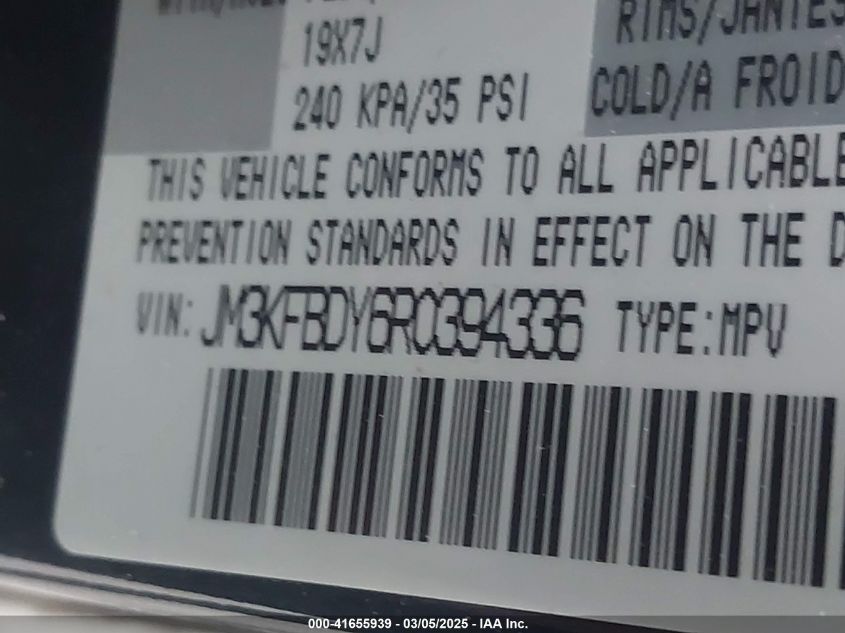 19X7J
RIMS/JANTES
240 KPA/35 PSI
COLD/A FROID
THIS VEHICLE CONFORMS TO ALL APPLICABLE
PREVENTION STANDARDS IN EFFECT ON THE D
VIN: JM3KFBDY6R0394336 TYPE:MPV
000-41655939 - 03/05/2025 - IAA Inc.